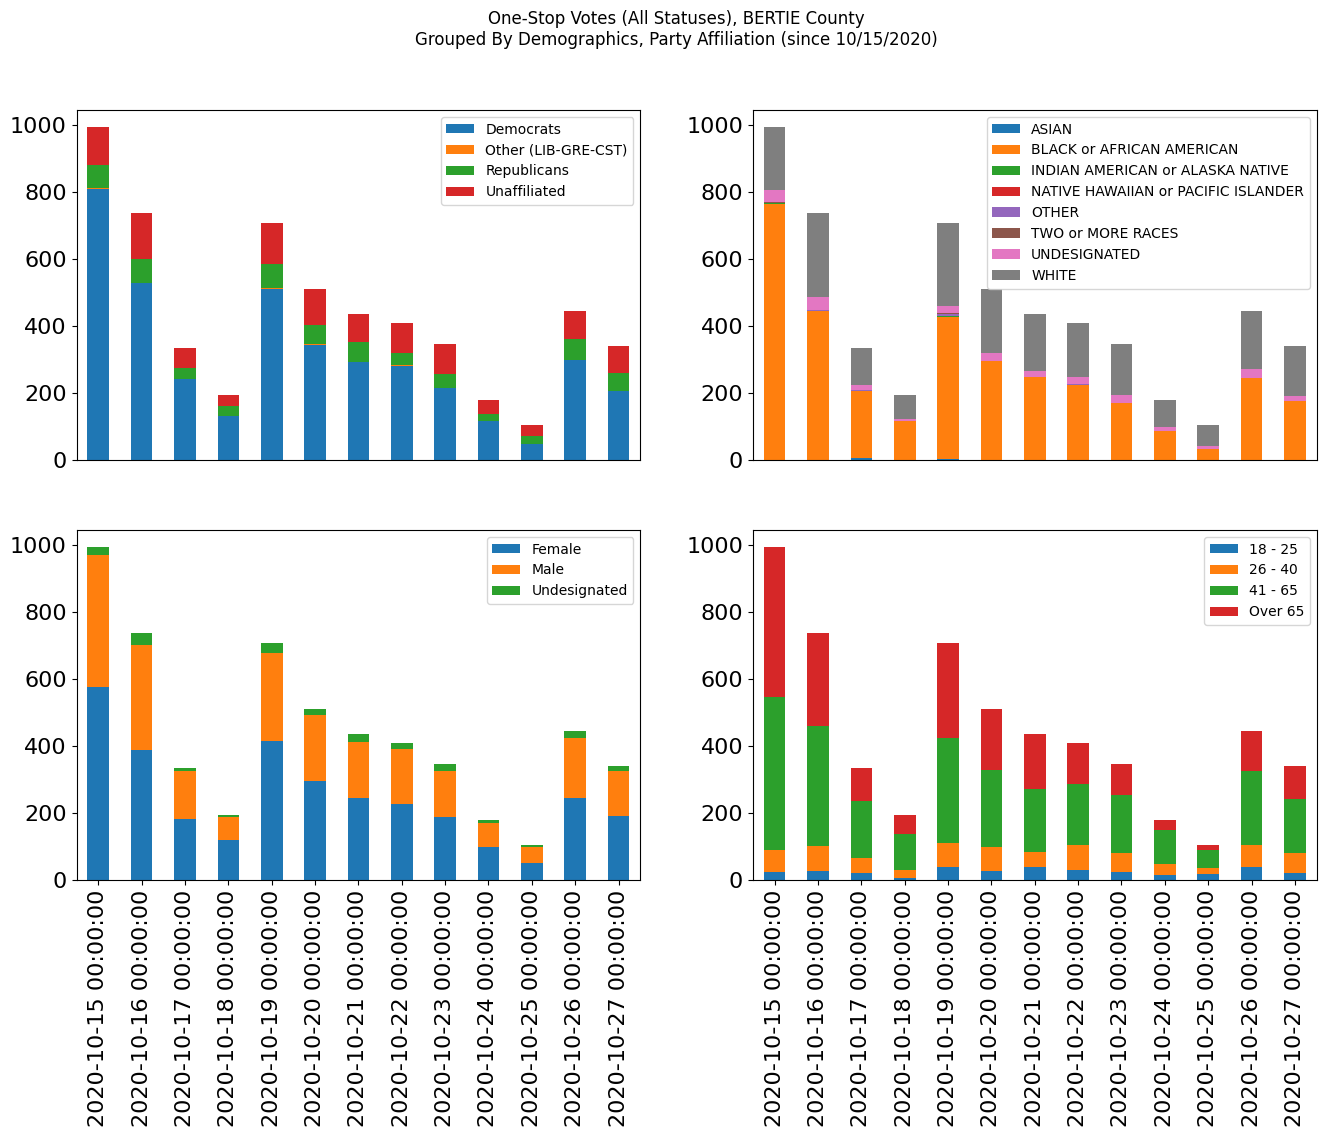 One-Stop Votes (All Statuses), BERTIE County
Grouped By Demographics, Party Affiliation (since 10/15/2020)
1000
800
600
400
200
0
Democrats
Other (LIB-GRE-CST)
Republicans
Unaffiliated
1000
800
600
400
200
0
ASIAN
BLACK or AFRICAN AMERICAN
INDIAN AMERICAN or ALASKA NATIVE
NATIVE HAWAIIAN or PACIFIC ISLANDER
OTHER
TWO or MORE RACES
UNDESIGNATED
WHITE
1000
800
600
400
200
0
Female
Male
Undesignated
2020-10-15 00:00:00
2020-10-16 00:00:00
2020-10-17 00:00:00
2020-10-18 00:00:00
2020-10-19 00:00:00
2020-10-20 00:00:00
2020-10-21 00:00:00
2020-10-22 00:00:00
2020-10-23 00:00:00
2020-10-24 00:00:00
2020-10-25 00:00:00
2020-10-26 00:00:00
2020-10-27 00:00:00
1000
800
600
400
200
0
18 - 25
26 - 40
41 - 65
Over 65
2020-10-15 00:00:00
2020-10-16 00:00:00
2020-10-17 00:00:00
2020-10-18 00:00:00
2020-10-19 00:00:00
2020-10-20 00:00:00
2020-10-21 00:00:00
2020-10-22 00:00:00
2020-10-23 00:00:00
2020-10-24 00:00:00
2020-10-25 00:00:00
2020-10-26 00:00:00
2020-10-27 00:00:00